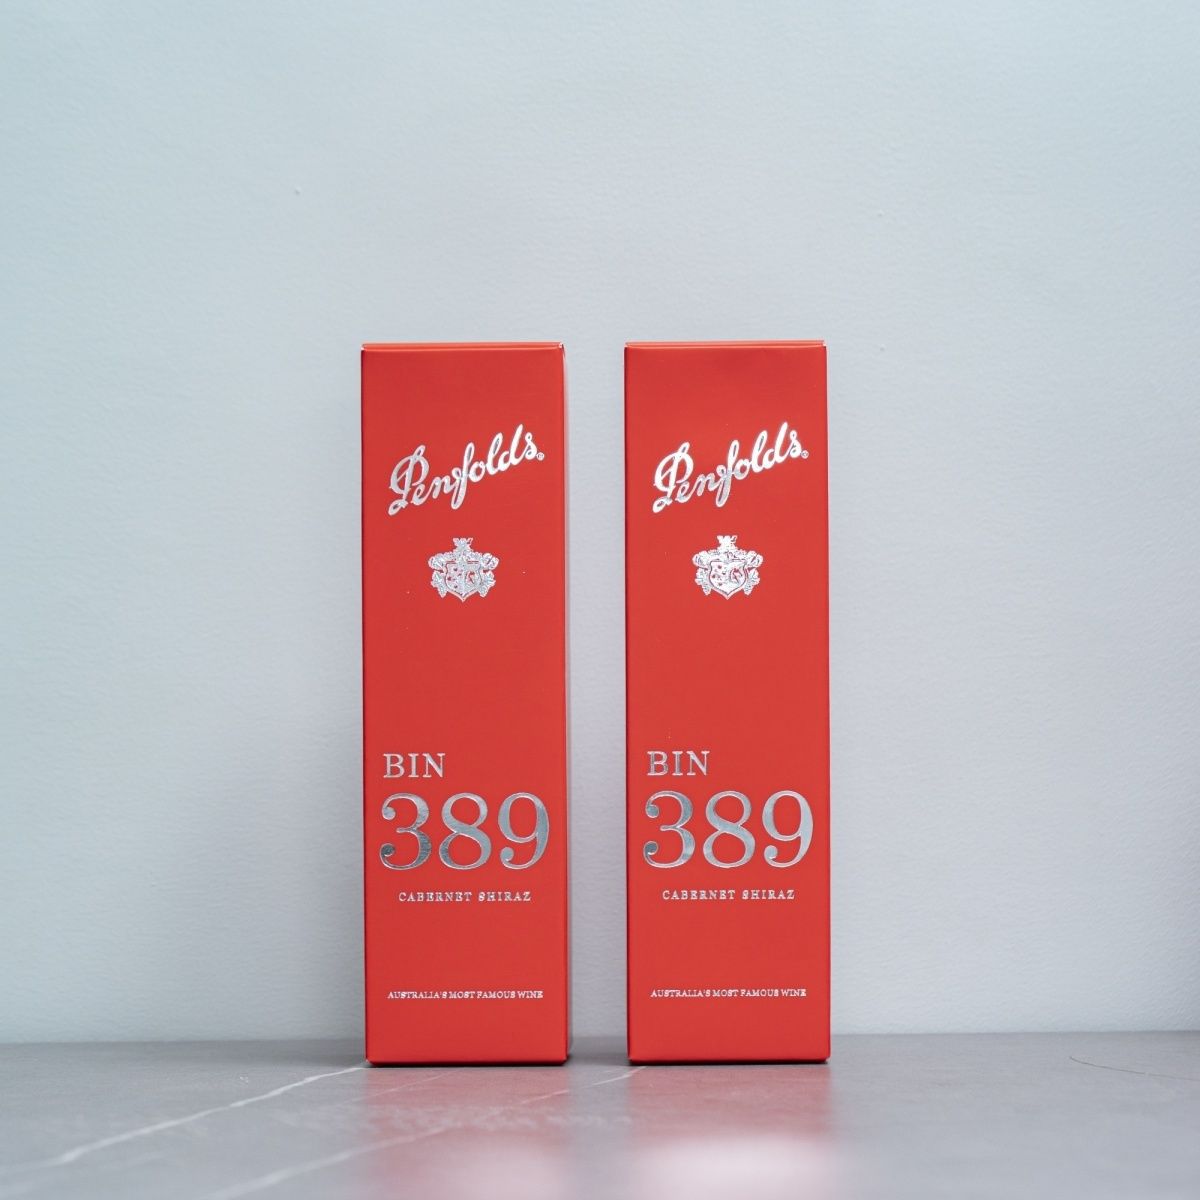 Penfolds®
BIN
389
CABERNET SHIRAZ
AUSTRALIA'S MOST FAMOUS WINE
Penfolds®
BIN
389
CABERNET SHIRAZ
AUSTRALIA'S MOST FAMOUS WINE